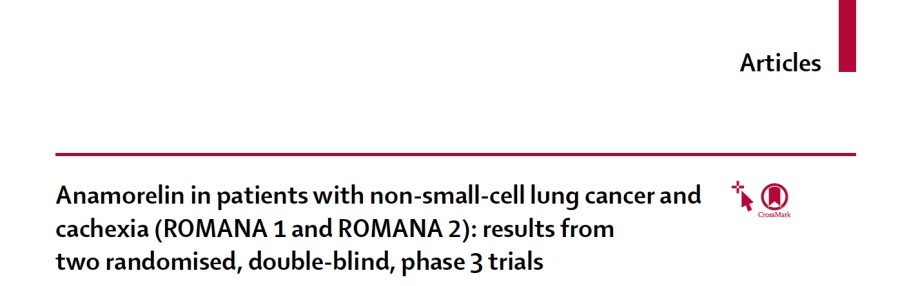 Articles
Anamorelin in patients with non-small-cell lung cancer and
cachexia (ROMANA 1 and ROMANA 2): results from
two randomised, double-blind, phase 3 trials
CrossMark